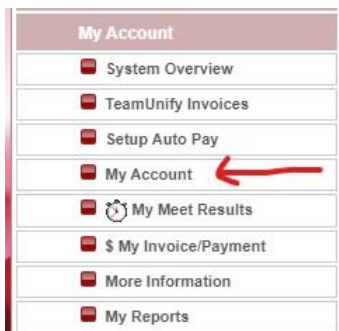 My Account
System Overview
TeamUnify Invoices
Setup Auto Pay
My Account
My Meet Results
$ My Invoice/Payment
More Information
My Reports